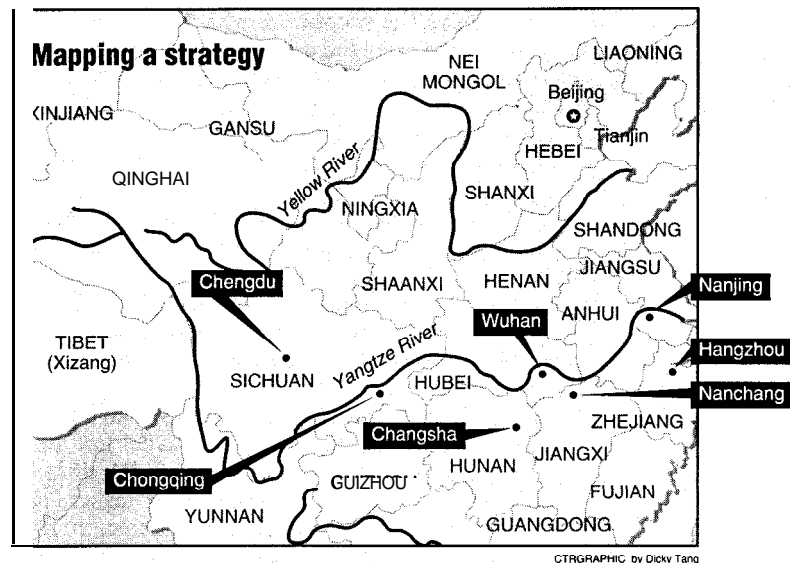 Mapping a strategy
NEI
MONGOL
LIAONING
Beijing
XINJIANG
GANSU
Tianjin
HEBEI
Yellow River
QINGHAI
SHANXI
NINGXIA
SHANDONG
JIANGSU
Chengdu
SHAANXI
HENAN
Nanjing
ANHUI
Wuhan
TIBET
(Xizang)
Yangtze River
Hangzhou
SICHUAN
HUBEI
Nanchang
ZHEJIANG
Changsha
JIANGXI
HUNAN
Chongqing
GUIZHOU
FUJIAN
YUNNAN
GUANGDONG
CTRGRAPHIC by Dicky Tang